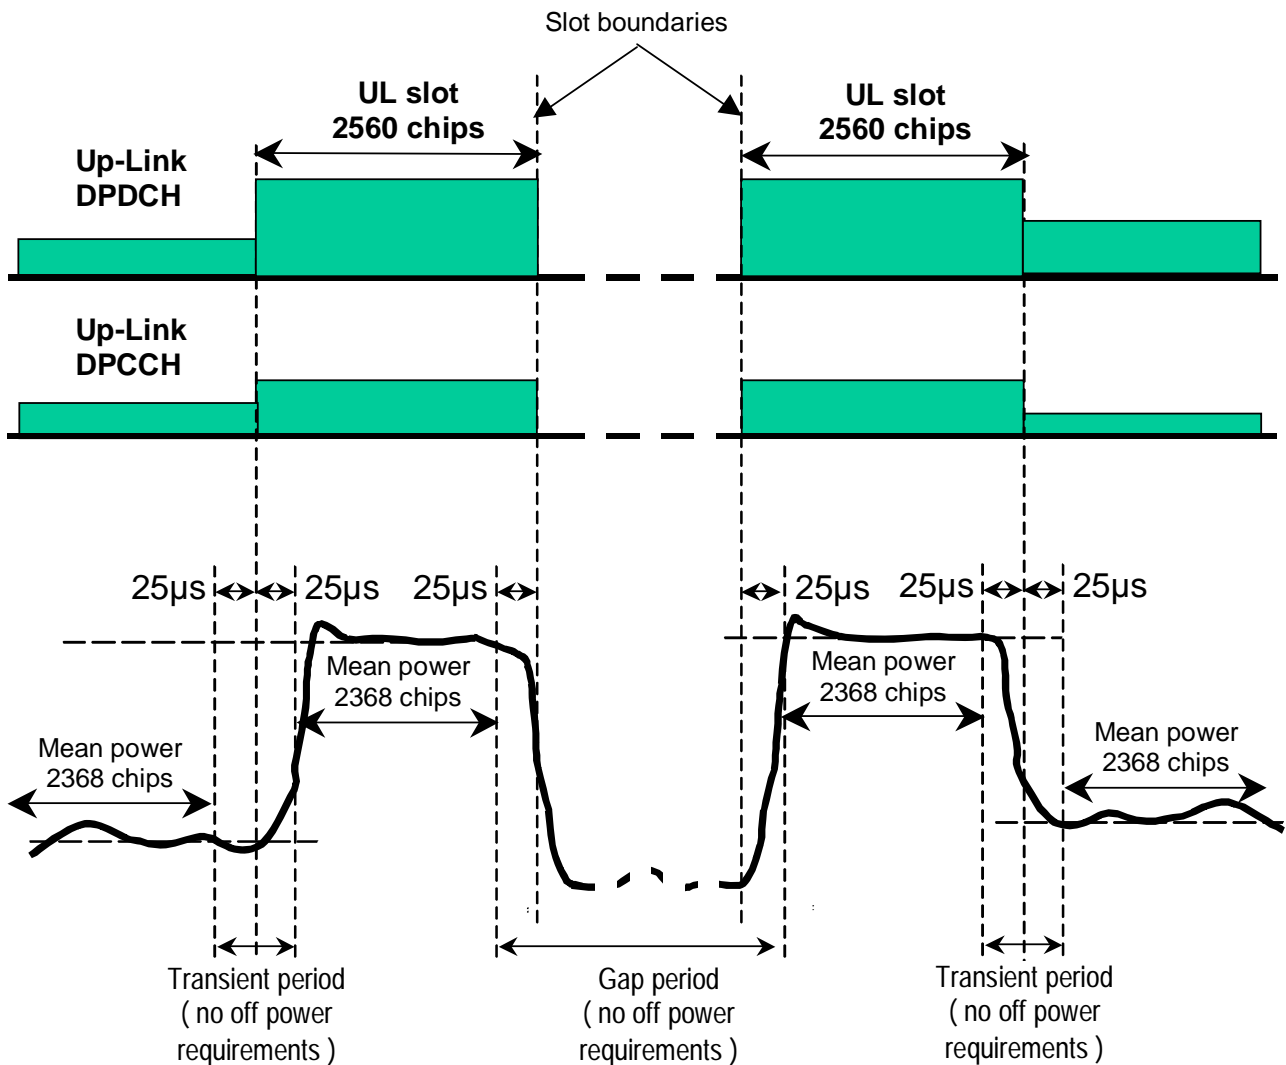 Slot boundaries
UL slot
2560 chips
UL slot
2560 chips
Up-Link
DPDCH
Up-Link
DPCCH
25µs
25µs
25µs
25µs
25µs
25µs
Mean power
2368 chips
Mean power
2368 chips
Mean power
2368 chips
Mean power
2368 chips
Transient period
( no off power
requirements )
Gap period
( no off power
requirements )
Transient period
( no off power
requirements )